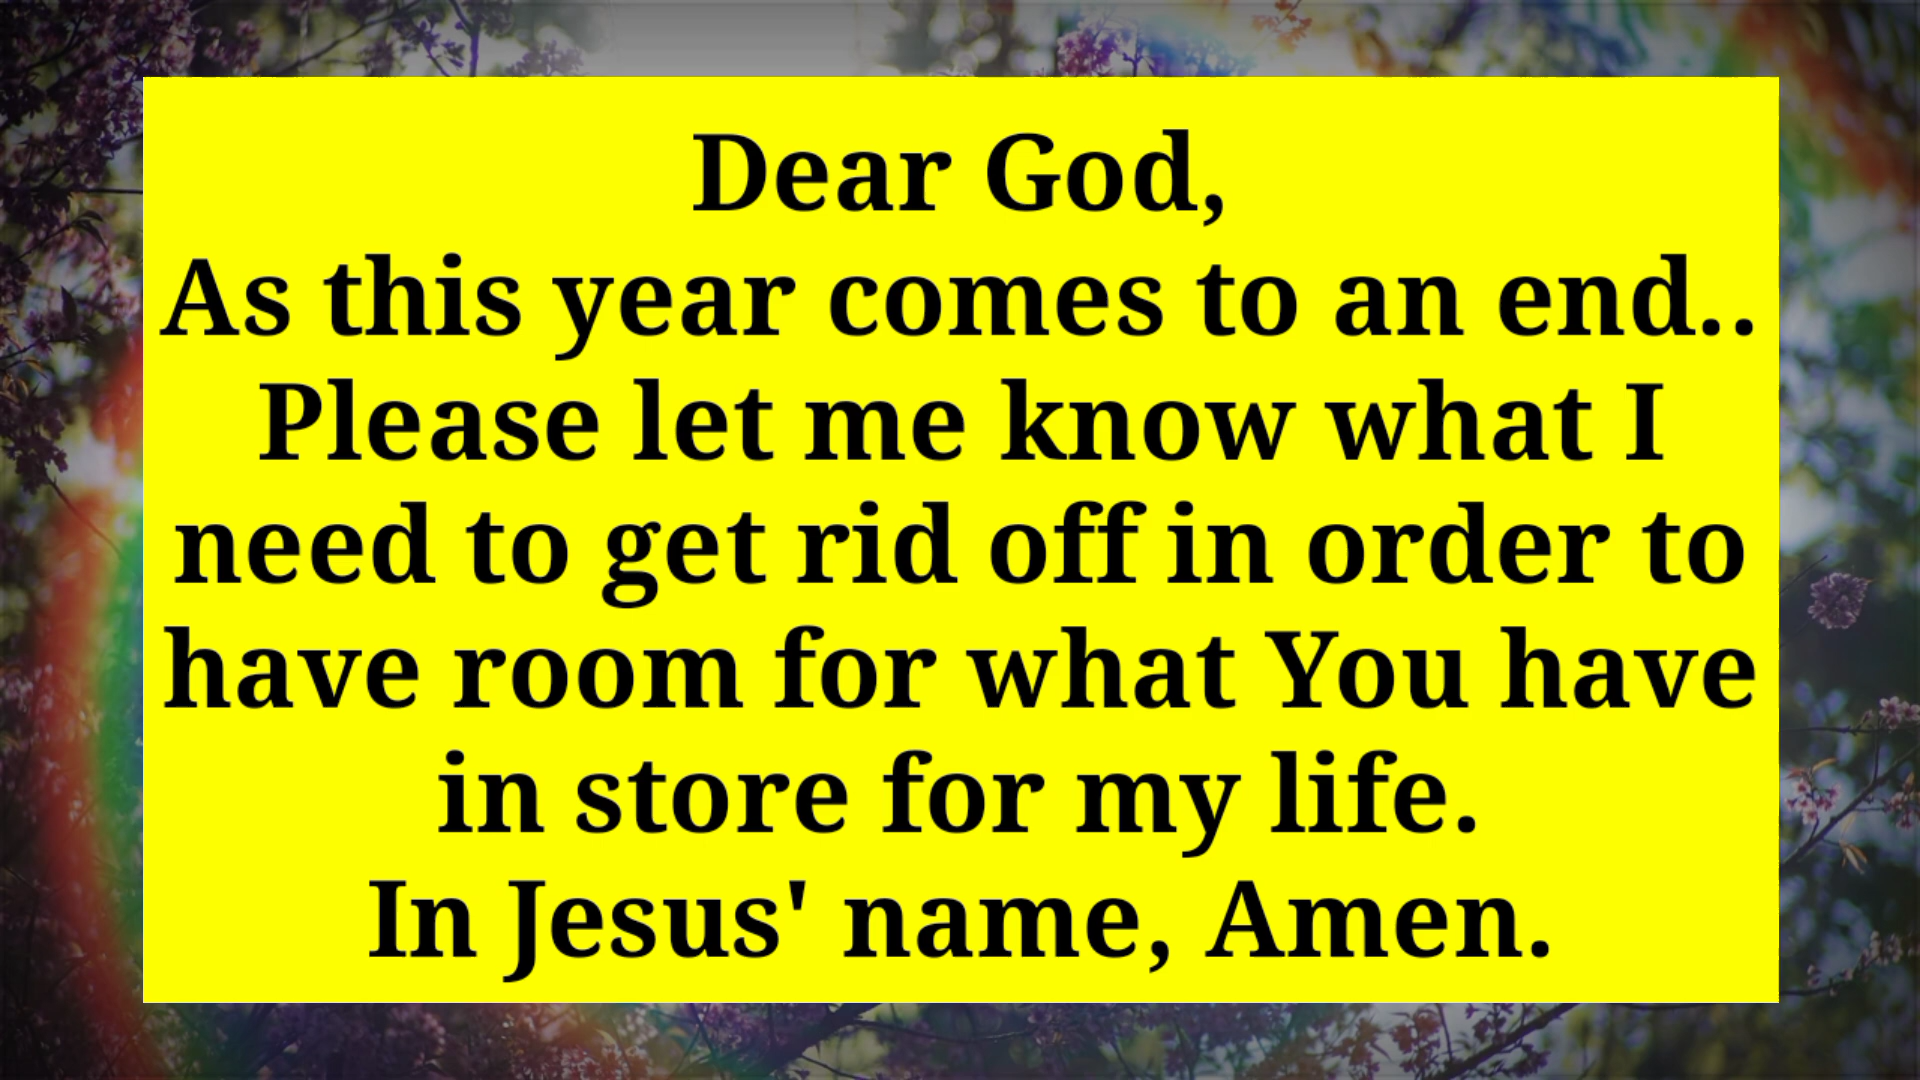 Dear God,
As this year comes to an end..
Please let me know what I
need to get rid off in order to
have room for what You have
in store for my life.
In Jesus' name, Amen.